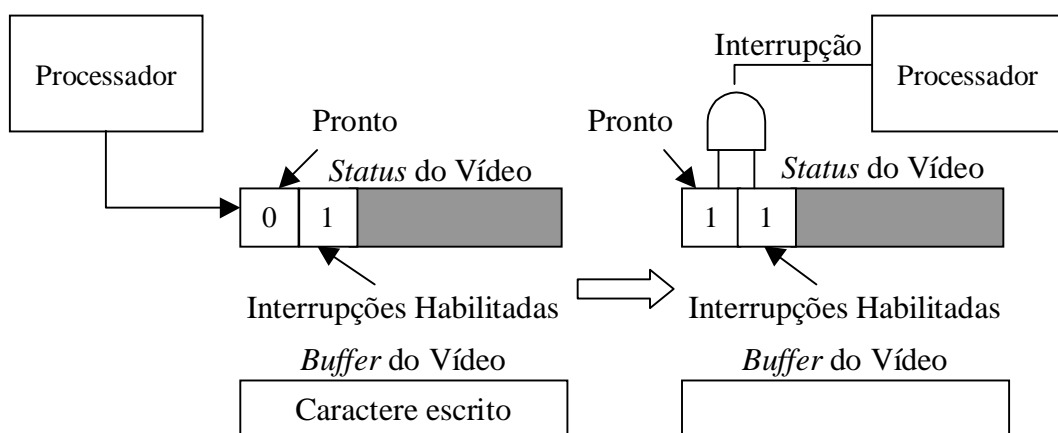 Processador
Pronto
Status do Vídeo
0 1
Interrupções Habilitadas
Buffer do Vídeo
Caractere escrito
Interrupção
Processador
Pronto
Status do Vídeo
1 1
Interrupções Habilitadas
Buffer do Vídeo